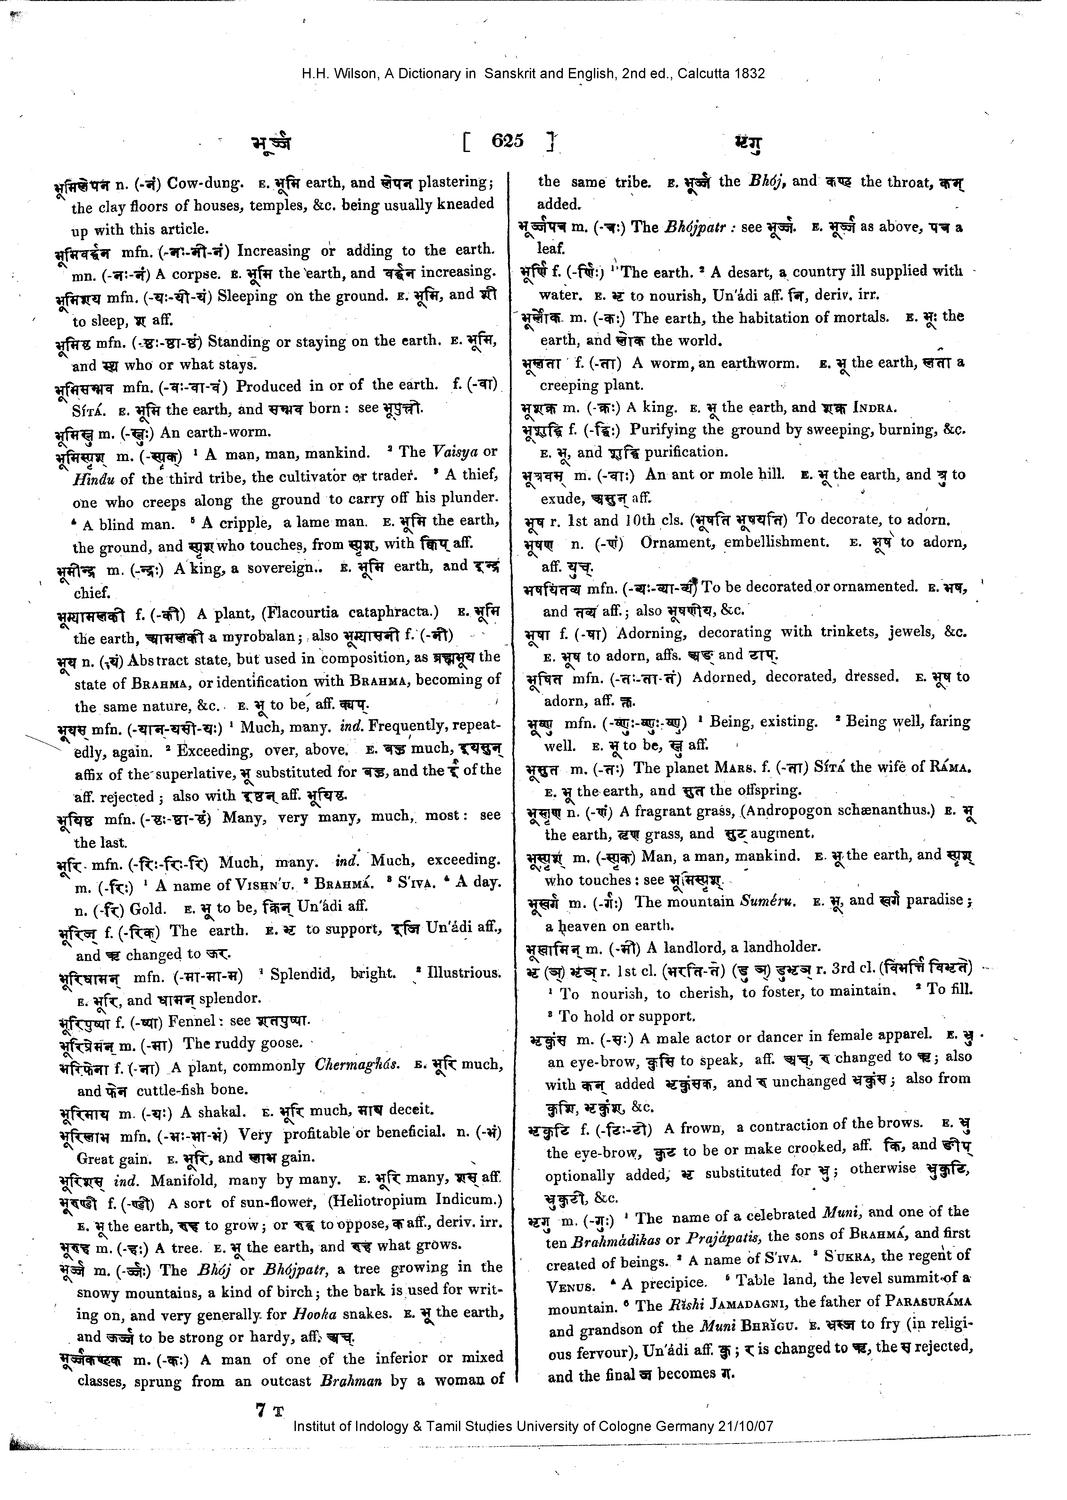 H.H. Wilson, A Dictionary in Sanskrit and English, 2nd ed., Calcutta 1832
भूर्ज्ज [ 625 ] भृगु
भूमिलेपन n. (-नं) Cow-dung. E. भूमि earth, and लेपन plastering;
the clay floors of houses, temples, &c. being usually kneaded
up with this article.
भूमिवर्द्धन mfn. (-नः-नी-नं) Increasing or adding to the earth.
mn. (-नः-नं) A corpse. E. भूमि the earth, and वर्द्धन increasing.
भूमिशय mfn. (-यः-यी-यं) Sleeping on the ground. E. भूमि, and शी
to sleep, श aff.
भूमिष्ठ mfn. (-ष्ठः-ष्ठा-ष्ठं) Standing or staying on the earth. E. भूमि,
and स्थ who or what stays.
भूमिसम्भव mfn. (-वः-वा-वं) Produced in or of the earth. f. (-वा)
SÍTÁ. E. भूमि the earth, and सम्भव born: see भूपुत्त्री.
भूमिस्नु m. (-स्नुः) An earth-worm.
भूमिस्पृश् m. (-स्पृक्) ¹ A man, man, mankind. ² The Vaisya or
Hindu of the third tribe, the cultivator or trader. ³ A thief,
one who creeps along the ground to carry off his plunder.
⁴ A blind man. ⁵ A cripple, a lame man. E. भूमि the earth,
the ground, and स्पृश who touches, from स्पृश, with क्विप् aff.
भूमीन्द्र m. (-न्द्रः) A king, a sovereign.. E. भूमि earth, and इन्द्र
chief.
भूम्यामलकी f. (-की) A plant, (Flacourtia cataphracta.) E. भूमि
the earth, आमलकी a myrobalan; also भूम्यामली f. (-ली)
भूय n. (-यं) Abstract state, but used in composition, as ब्रह्मभूय the
state of BRAHMA, or identification with BRAHMA, becoming of
the same nature, &c. E. भू to be, aff. क्यप्.
भूयस् mfn. (-यान्-यसी-यः) ¹ Much, many. ind. Frequently, repeat-
edly, again. ² Exceeding, over, above. E. बहु much, इयसुन्
affix of the superlative, भू substituted for बहु, and the ई of the
aff. rejected; also with इष्ठन् aff. भूयिष्ठ.
भूयिष्ठ mfn. (-ष्ठः-ष्ठा-ष्ठं) Many, very many, much, most: see
the last.
भूरि mfn. (-रिः-रिः-रि) Much, many. ind. Much, exceeding.
m. (-रिः) ¹ A name of VISHN'U. ² BRAHMÁ. ³ S'IVA. ⁴ A day.
n. (-रि) Gold. E. भू to be, क्रिन् Un'ádi aff.
भूरिज् f. (-रिक्) The earth. E. भृ to support, इजि Un'ádi aff.,
and ऋ changed to ऊर.
भूरिधामन् mfn. (-मा-मा-म) ¹ Splendid, bright. ² Illustrious.
E. भूरि, and धामन् splendor.
भूरिपुष्पा f. (-ष्पा) Fennel: see शतपुष्पा.
भूरिप्रेमन् m. (-मा) The ruddy goose.
भरिफेना f. (-ना) A plant, commonly Chermaghás. E. भूरि much,
and फेन cuttle-fish bone.
भूरिमाय m. (-यः) A shakal. E. भूरि much, माय deceit.
भूरिलाभ mfn. (-भः-भा-भं) Very profitable or beneficial. n. (-भं)
Great gain. E. भूरि, and लाभ gain.
भूरिशस् ind. Manifold, many by many. E. भूरि many, शस् aff.
भूरुण्डी f. (-ण्डी) A sort of sun-flower, (Heliotropium Indicum.)
E. भू the earth, रुह to grow; or रुड to oppose, क aff., deriv. irr.
भूरुह m. (-हः) A tree. E. भू the earth, and रुह what grows.
भूर्ज्ज m. (-र्ज्जः) The Bhój or Bhójpatr, a tree growing in the
snowy mountains, a kind of birch; the bark is used for writ-
ing on, and very generally for Hooka snakes. E. भू the earth,
and ऊर्ज्ज to be strong or hardy, aff. अच्.
भूर्ज्जकण्टक m. (-कः) A man of one of the inferior or mixed
classes, sprung from an outcast Brahman by a woman of
7 T
the same tribe. E. भूर्ज्ज the Bhój, and कण्ठ the throat, कम्
added.
भूर्ज्जपत्र m. (-त्रः) The Bhójpatr: see भूर्ज्ज. E. भूर्ज्ज as above, पत्र a
leaf.
भूर्णि f. (-र्णिः) ¹ The earth. ² A desart, a country ill supplied with
water. E. भृ to nourish, Un'ádi aff. नि, deriv. irr.
भूर्लोक m. (-कः) The earth, the habitation of mortals. E. भूः the
earth, and लोक the world.
भूलता f. (-ता) A worm, an earthworm. E. भू the earth, लता a
creeping plant.
भूशक्र m. (-क्रः) A king. E. भू the earth, and शक्र INDRA.
भूशुद्धि f. (-द्धिः) Purifying the ground by sweeping, burning, &c.
E. भू, and शुद्धि purification.
भूश्रवस् m. (-वाः) An ant or mole hill. E. भू the earth, and श्रु to
exude, असुन् aff.
भूष r. 1st and 10th cls. (भूषति भूषयति) To decorate, to adorn.
भूषण n. (-णं) Ornament, embellishment. E. भूष to adorn,
aff. युच्.
भषयितव्य mfn. (-व्यः-व्या-व्यं) To be decorated or ornamented. E. भष,
and तव्य aff.; also भूषणीय, &c.
भूषा f. (-षा) Adorning, decorating with trinkets, jewels, &c.
E. भूष to adorn, affs. अङ् and टाप्.
भूषित mfn. (-तः-ता-तं) Adorned, decorated, dressed. E. भूष to
adorn, aff. क्त.
भूष्णु mfn. (-ष्णुः-ष्णुः-ष्णु) ¹ Being, existing. ² Being well, faring
well. E. भू to be, स्नु aff.
भूसुत m. (-तः) The planet MARS. f. (-ता) SÍTÁ the wife of RÁMA.
E. भू the earth, and सुत the offspring.
भूस्तृण n. (-णं) A fragrant grass, (Andropogon schænanthus.) E. भू
the earth, तृण grass, and सुट् augment.
भूस्पृश् m. (-स्पृक) Man, a man, mankind. E. भू the earth, and स्पृश्
who touches: see भूमिस्पृश्.
भूस्वर्ग m. (-र्गः) The mountain Suméru. E. भू, and स्वर्ग paradise;
a heaven on earth.
भूस्वामिन् m. (-मी) A landlord, a landholder.
भृ (ञ्) भृञ् r. 1st cl. (भरति-ते) (डु ञ्) डुभृञ् r. 3rd cl. (बिभर्त्ति बिभृते)
¹ To nourish, to cherish, to foster, to maintain. ² To fill.
³ To hold or support.
भृकुंस m. (-सः) A male actor or dancer in female apparel. E. भ्रु
an eye-brow, कुसि to speak, aff. अच्, र changed to ऋ; also
with कन् added भृकुंसक, and र unchanged भ्रकुंस; also from
कुशि, भृकुंश, &c.
भृकुटि f. (-टिः-टी) A frown, a contraction of the brows. E. भ्रु
the eye-brow, कुट to be or make crooked, aff. कि, and ङीप्
optionally added, भृ substituted for भ्रु; otherwise भ्रुकुटि,
भ्रुकुटी, &c.
भृगु m. (-गुः) ¹ The name of a celebrated Muni, and one of the
ten Brahmádikas or Prajápatis, the sons of BRAHMÁ, and first
created of beings. ² A name of S'IVA. ³ S'UKRA, the regent of
VENUS. ⁴ A precipice. ⁵ Table land, the level summit of a
mountain. ⁶ The Rishi JAMADAGNI, the father of PARASURÁMA
and grandson of the Muni BHRĬGU. E. भ्रस्ज to fry (in religi-
ous fervour), Un'ádi aff. कु; र is changed to ऋ, the स rejected,
and the final ज becomes ग.
Institut of Indology & Tamil Studies University of Cologne Germany 21/10/07